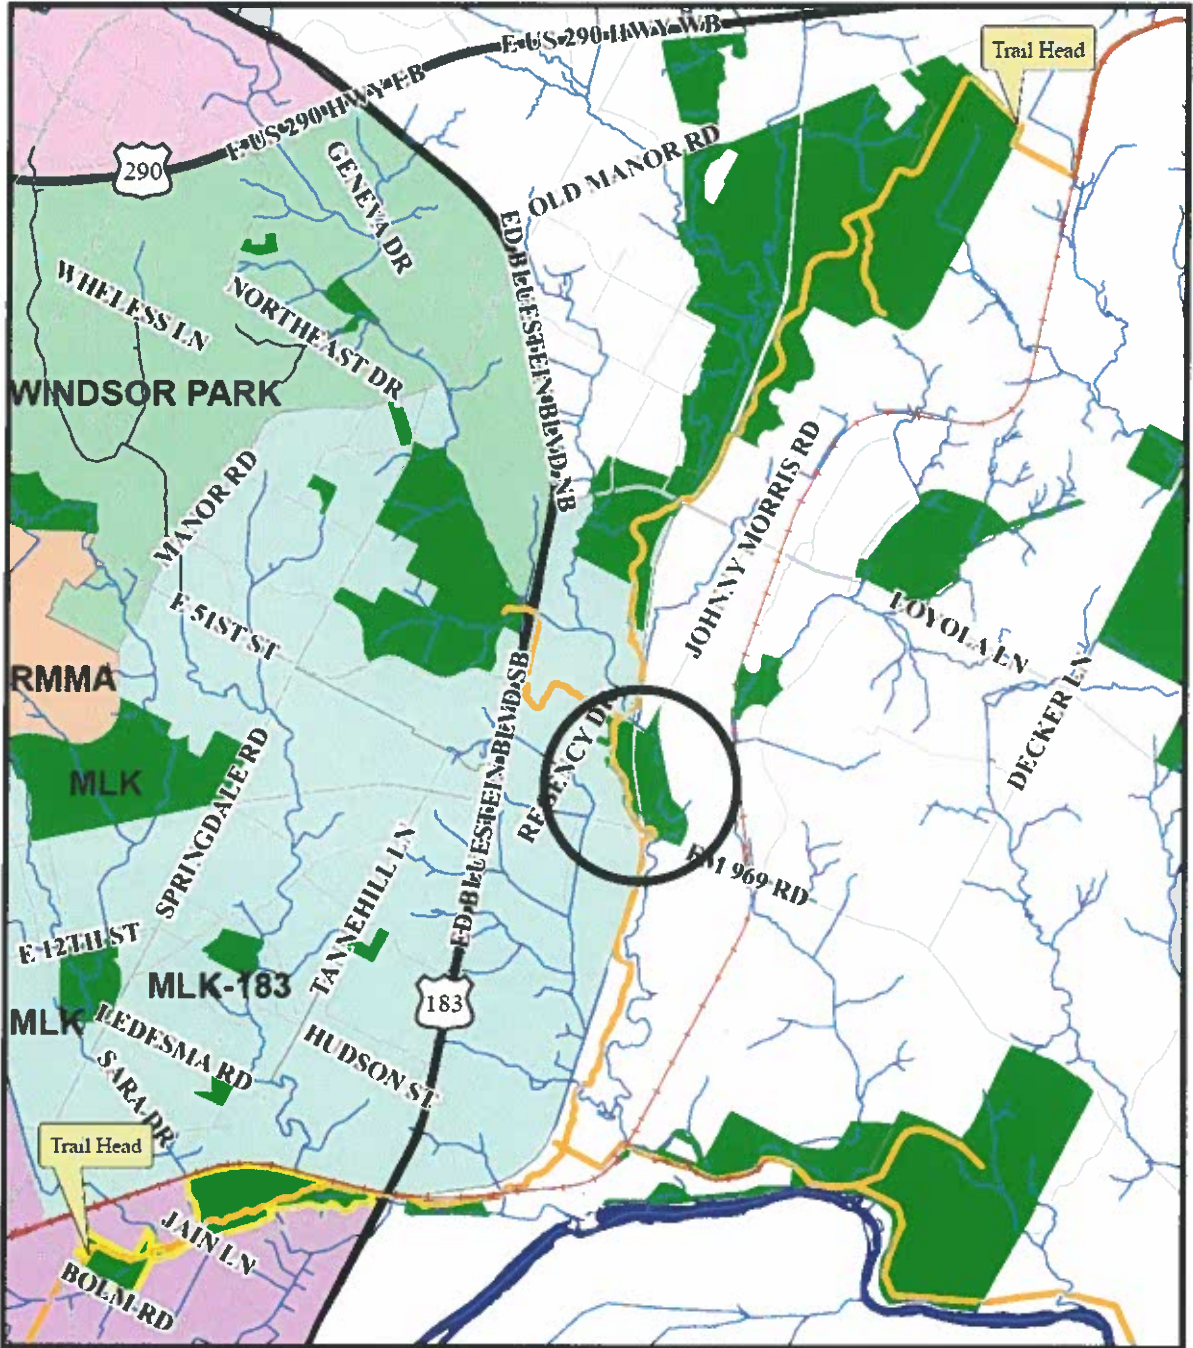 E US 290 HWY WB
Trail Head
E US 290 HWY EB
290
GENEVA DR
OLD MANOR RD
ED BLUESTEIN BLVD NB
WHELESS LN
NORTHEAST DR
WINDSOR PARK
MANOR RD
JOHNNY MORRIS RD
E 51ST ST
LOYOLA LN
RMMA
DECKER LN
ED BLUESTEIN BLVD SB
REGENCY DR
MLK
SPRINGDALE RD
TANNEHILL LN
FM 969 RD
E 12TH ST
MLK-183
183
MLK
LEDESMA RD
HUDSON ST
SARA DR
Trail Head
JAIN LN
BOLM RD